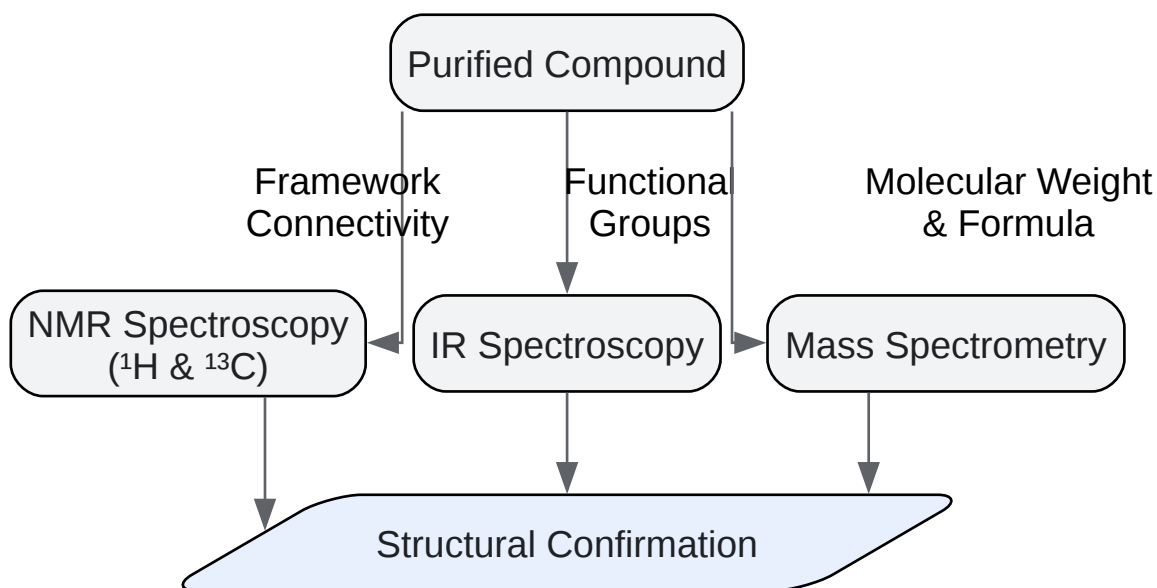 Purified Compound
Framework
Connectivity
Functional
Groups
Molecular Weight
& Formula
NMR Spectroscopy
(¹H & ¹³C)
IR Spectroscopy
Mass Spectrometry
Structural Confirmation